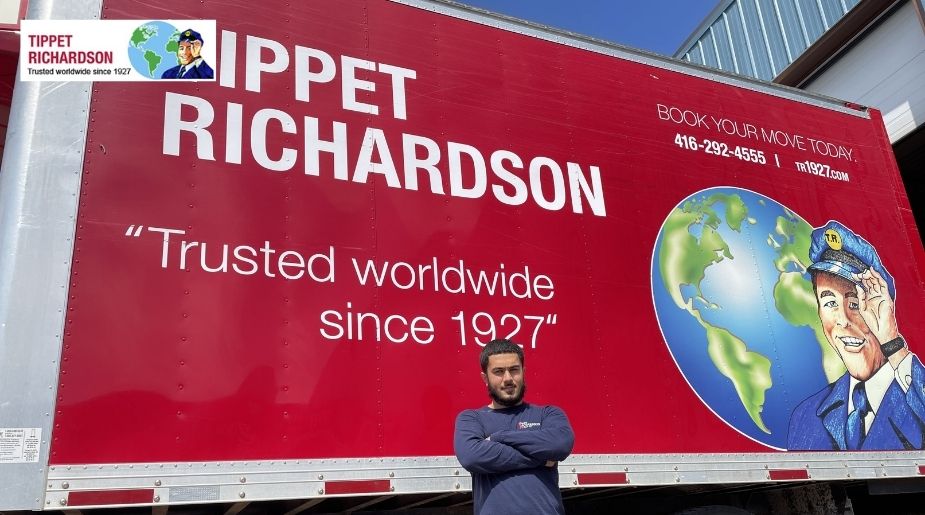 TIPPET
RICHARDSON
Trusted worldwide since 1927
TIPPET
RICHARDSON
"Trusted worldwide
since 1927"
BOOK YOUR MOVE TODAY.
416-292-4555 | TR1927.COM
T.R.